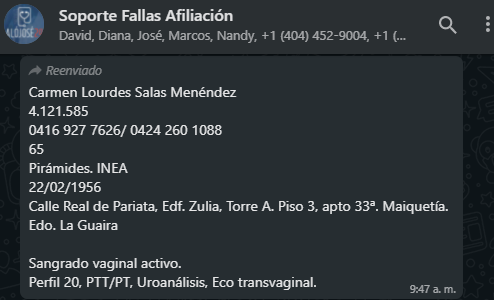 Soporte Fallas Afiliación
David, Diana, José, Marcos, Nandy, +1 (404) 452-9004, +1 (...
Reenviado
Carmen Lourdes Salas Menéndez
4.121.585
0416 927 7626/ 0424 260 1088
65
Pirámides. INEA
22/02/1956
Calle Real de Pariata, Edf. Zulia, Torre A. Piso 3, apto 33ª. Maiquetía.
Edo. La Guaira
Sangrado vaginal activo.
Perfil 20, PTT/PT, Uroanálisis, Eco transvaginal.
9:47 a. m.